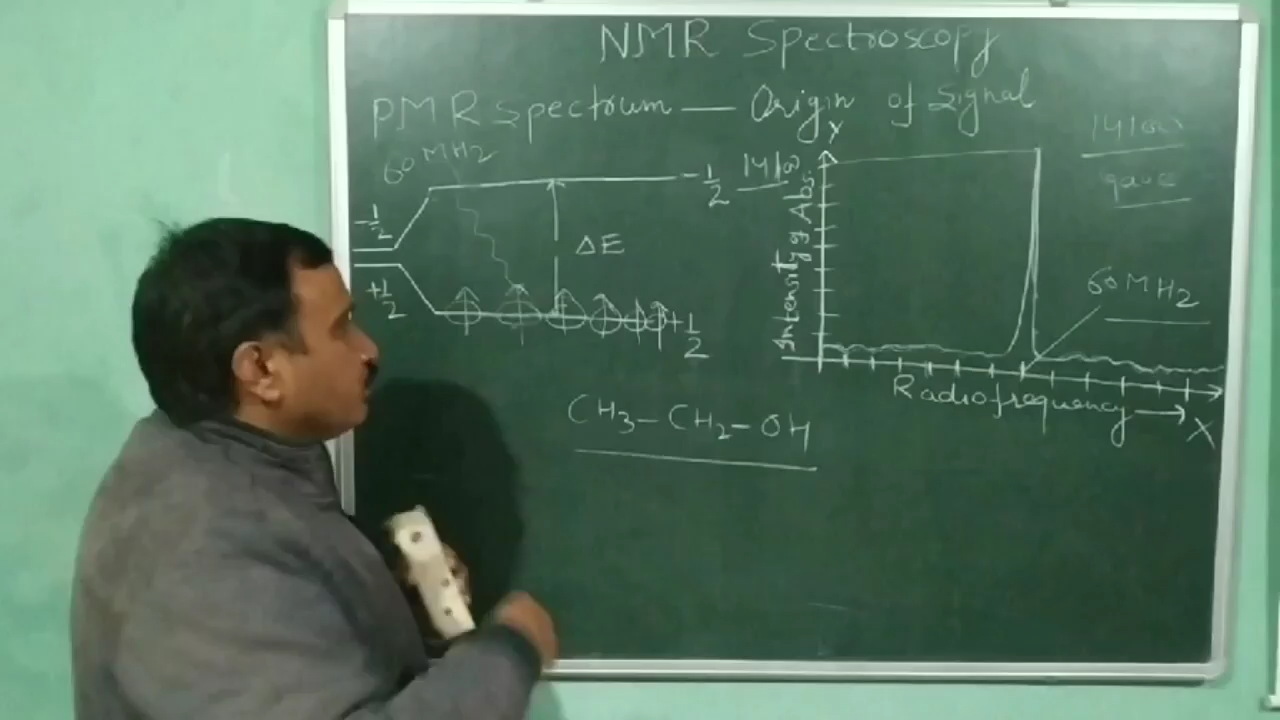 NMR Spectroscopy
PMR Spectrum — Origin of Signal
60 MHz
-1/2
+1/2
-1/2
14100
ΔE
+1/2
Y
Intensity of Abs.
14100
gauss
60 MHz
Radiofrequency → X
CH3-CH2-OH